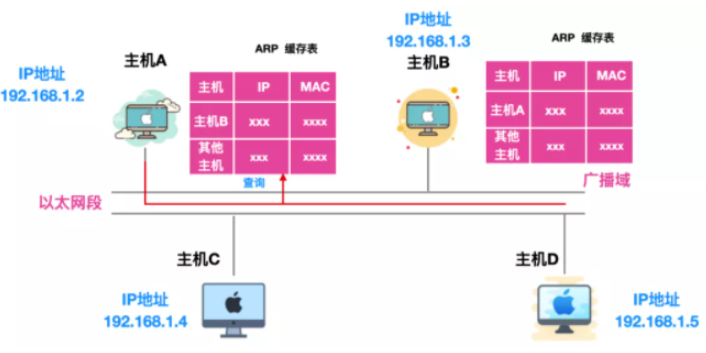 IP地址
192.168.1.2
主机A
ARP 缓存表
主机 IP MAC
主机B xxx xxxx
其他
主机 xxx xxxx
查询
IP地址
192.168.1.3
主机B
ARP 缓存表
主机 IP MAC
主机A xxx xxxx
其他
主机 xxx xxxx
广播域
以太网段
主机C
IP地址
192.168.1.4
主机D
IP地址
192.168.1.5